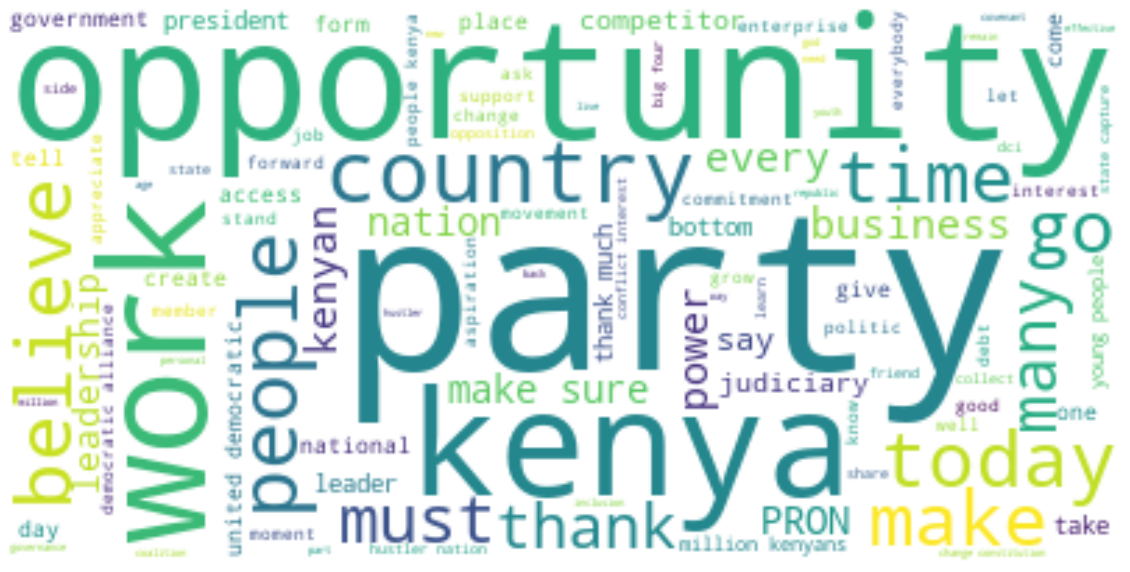 government president form place competitor enterprise everybody covenant come effective
opportunity
side people kenya new ask support change opposition live big four god need youth remain let dci state capture
tell job
believe appreciate state forward age access stand work create
country every time interest
commitment republic
nation movement bottom business
leadership kenyan people aspiration back hustler
party
thank much conflict interest grow learn may give politic say power judiciary friend debt collect go many young people
member personal million democratic alliance united democratic
make sure
kenya
national leader know share good well one today
day governance coalition moment part must thank inclusion PRON make take
hustler nation million kenyans change constitution